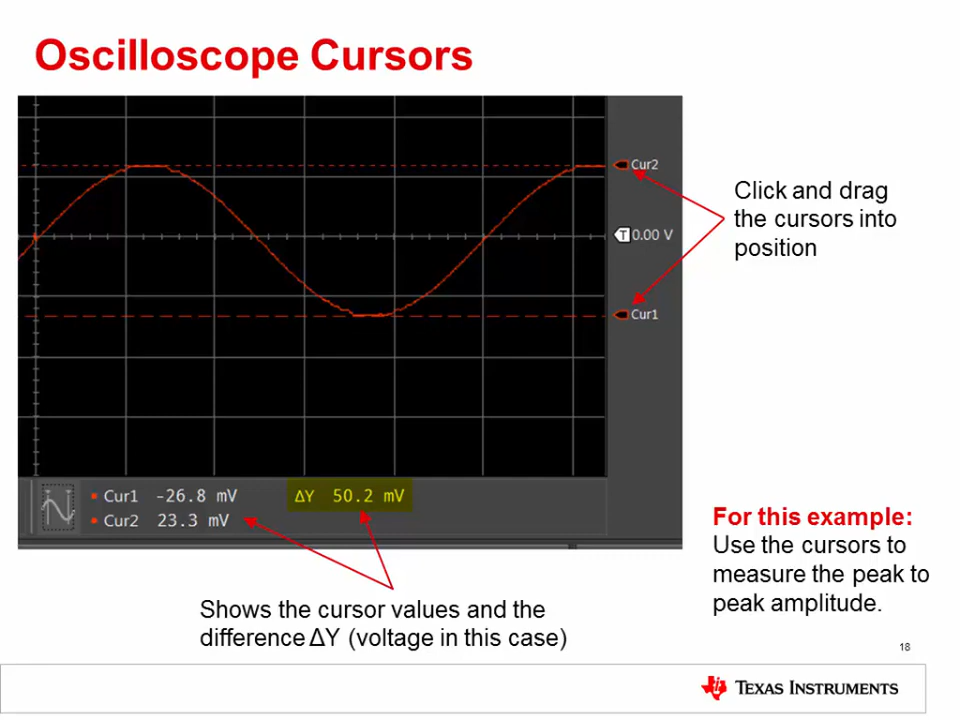 Oscilloscope Cursors
Cur2
Click and drag
the cursors into
position
T 0.00 V
Cur1
Cur1 -26.8 mV
ΔY 50.2 mV
Cur2 23.3 mV
For this example:
Use the cursors to
measure the peak to
peak amplitude.
Shows the cursor values and the
difference ΔY (voltage in this case)
18
TEXAS INSTRUMENTS